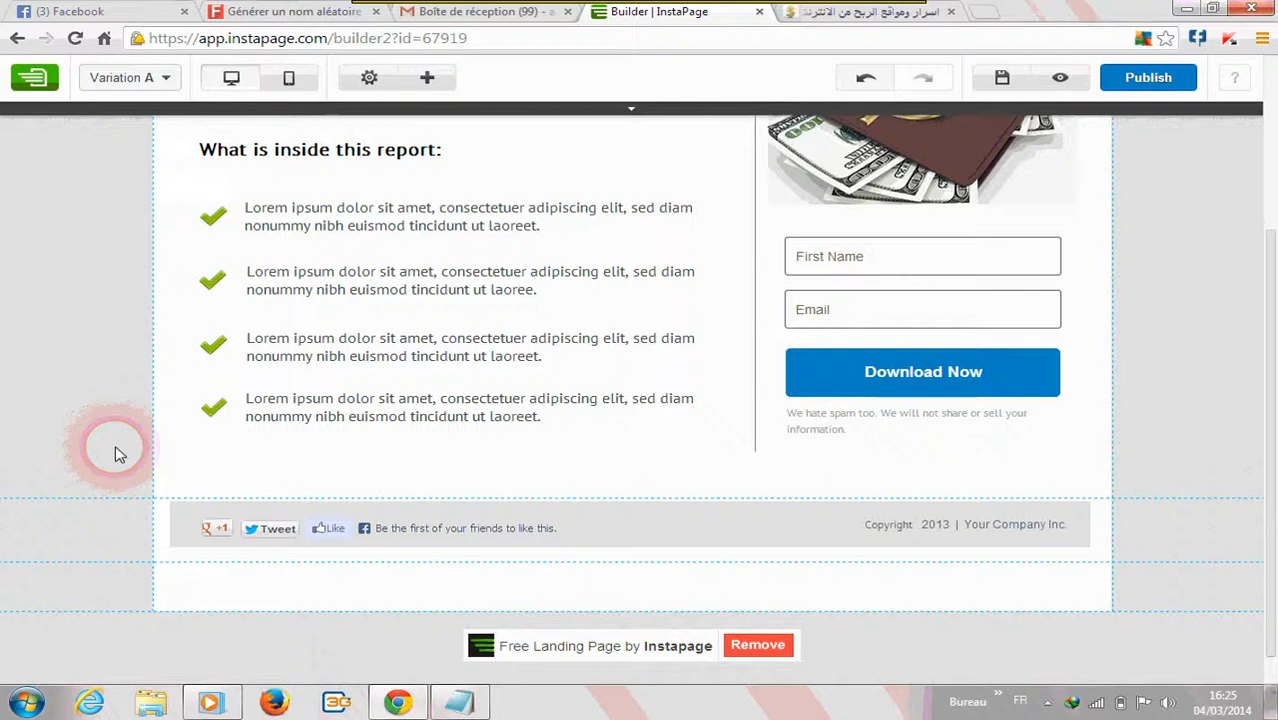 Facebook
Générer un nom aléatoire
Boîte de réception (99) - a
Builder | InstaPage
اسرار ومواقع الربح من الانترنت
https://app.instapage.com/builder2?id=67919
Variation A
Publish
?
What is inside this report:
Lorem ipsum dolor sit amet, consectetuer adipiscing elit, sed diam
nonummy nibh euismod tincidunt ut laoreet.
Lorem ipsum dolor sit amet, consectetuer adipiscing elit, sed diam
nonummy nibh euismod tincidunt ut laoree.
Lorem ipsum dolor sit amet, consectetuer adipiscing elit, sed diam
nonummy nibh euismod tincidunt ut laoreet.
Lorem ipsum dolor sit amet, consectetuer adipiscing elit, sed diam
nonummy nibh euismod tincidunt ut laoreet.
First Name
Email
Download Now
We hate spam too. We will not share or sell your
information.
g +1
Tweet
Like
Be the first of your friends to like this.
Copyright 2013 | Your Company Inc.
Free Landing Page by Instapage
Remove
3G
Bureau
FR
16:25
04/03/2014